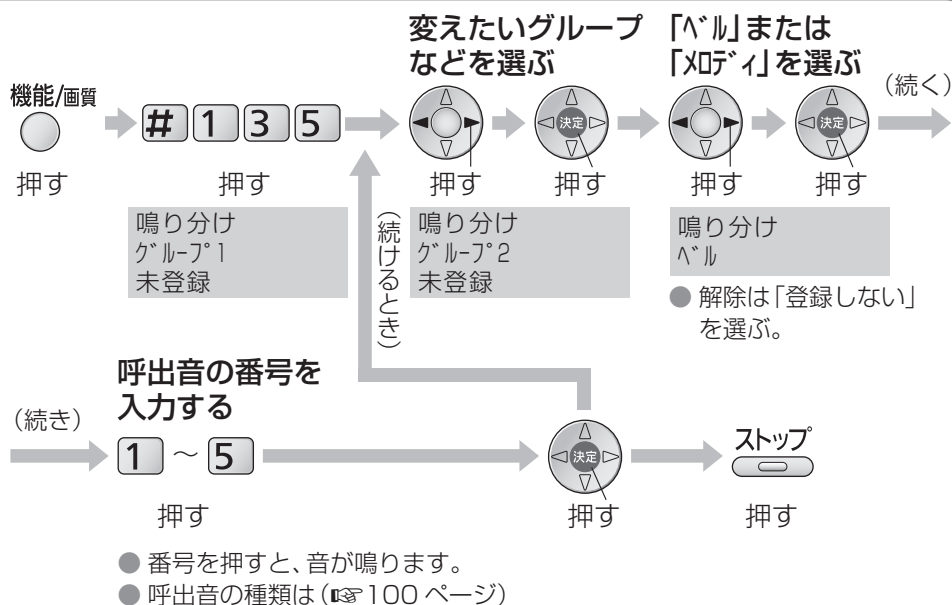 機能/画質
押す
#135
押す
鳴り分け
ｸﾞﾙｰﾌﾟ1
未登録
変えたいグループ
などを選ぶ
決定
押す
押す
鳴り分け
ｸﾞﾙｰﾌﾟ2
未登録
「ﾍﾞﾙ」または
「ﾒﾛﾃﾞｨ」を選ぶ
決定
押す
押す
鳴り分け
ﾍﾞﾙ
● 解除は「登録しない」
を選ぶ。
(続く)
(続けるとき)
(続き)
呼出音の番号を
入力する
1～5
押す
● 番号を押すと、音が鳴ります。
● 呼出音の種類は(☞100 ページ)
決定
押す
ストップ
押す